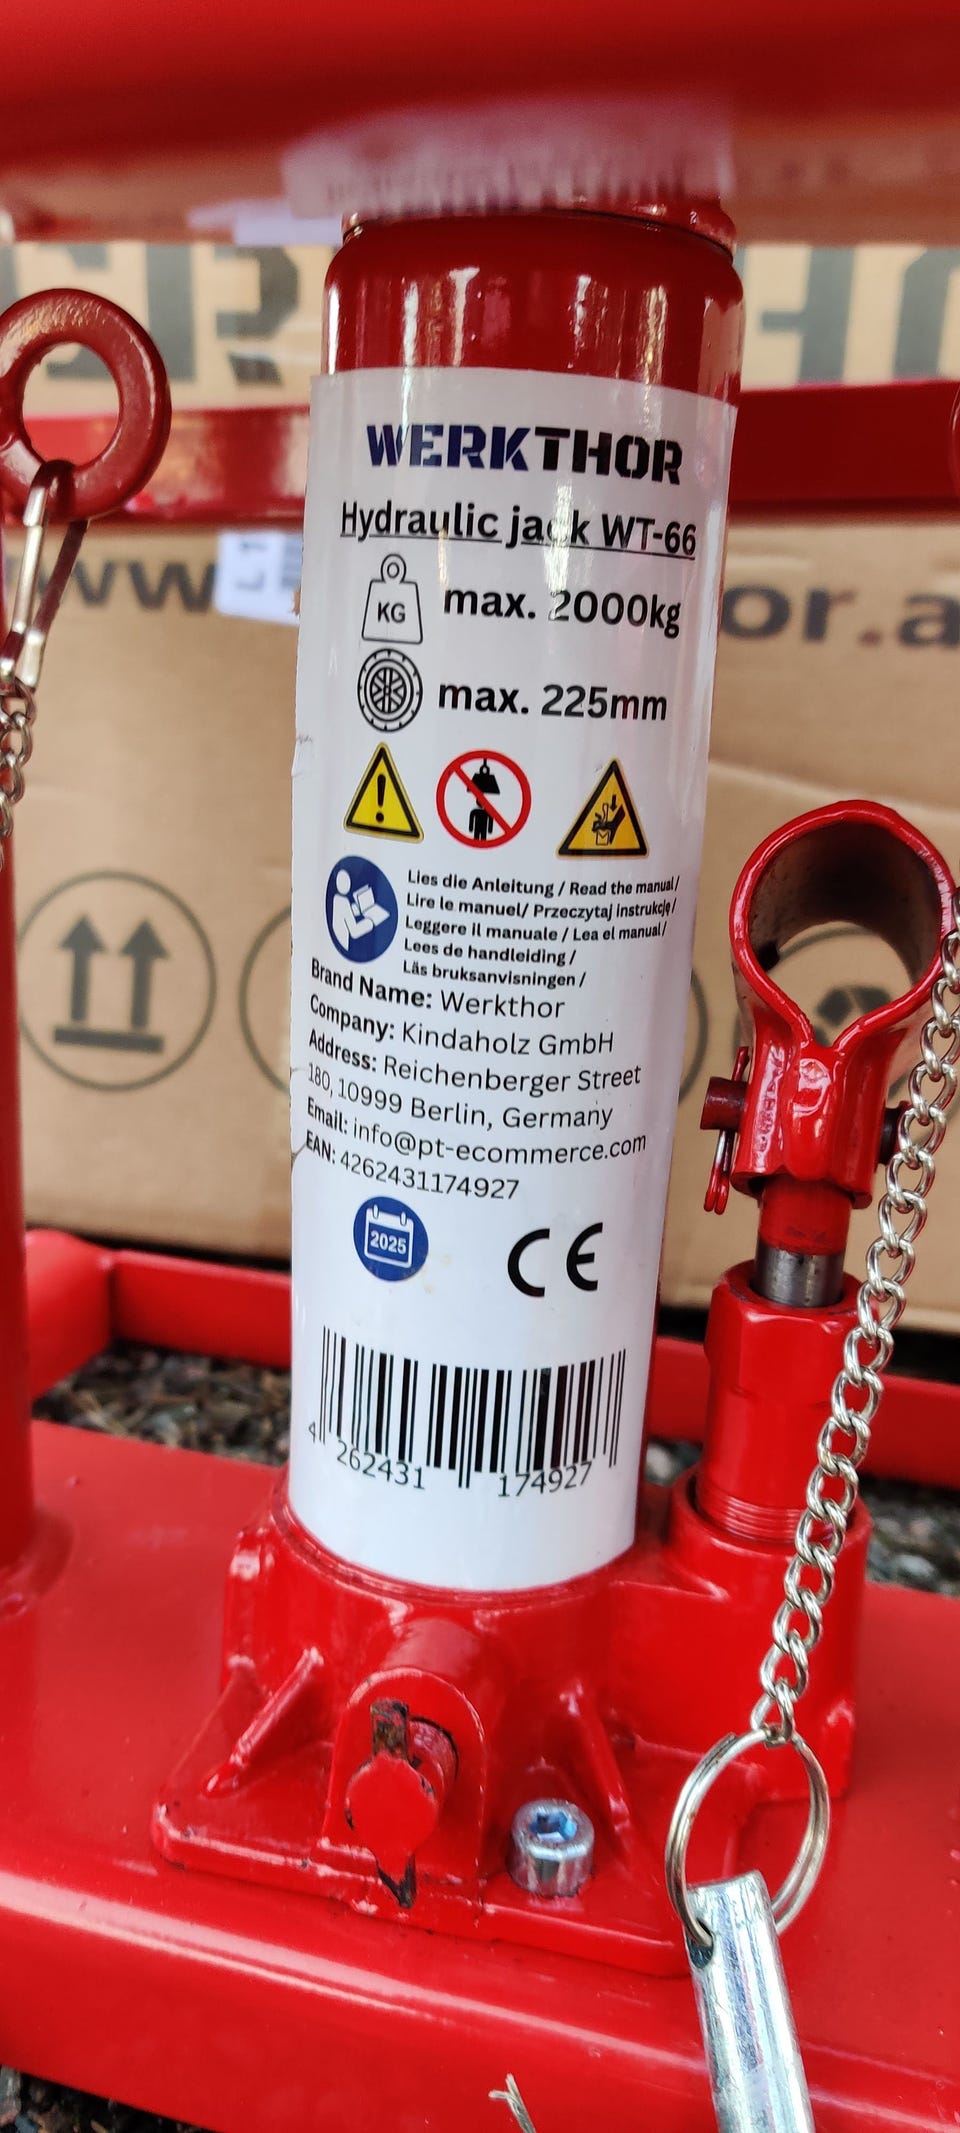 WERKTHOR
Hydraulic jack WT-66
KG
max. 2000kg
max. 225mm
Lies die Anleitung / Read the manual/
Lire le manuel/ Przeczytaj instrukcję/
Leggere il manuale / Lea el manual/
Lees de handleiding /
Läs bruksanvisningen /
Brand Name: Werkthor
Company: Kindaholz GmbH
Address: Reichenberger Street
180, 10999 Berlin, Germany
Email: info@pt-ecommerce.com
EAN: 4262431174927
2025
CE
4 262431 174927